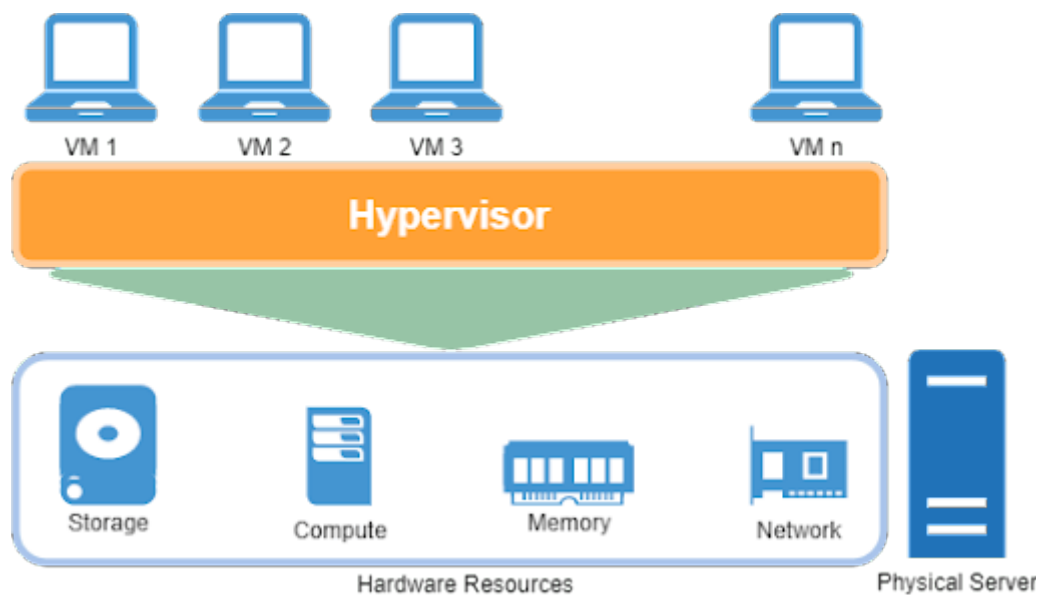 VM 1
VM 2
VM 3
VM n
Hypervisor
Storage
Compute
Memory
Network
Hardware Resources
Physical Server